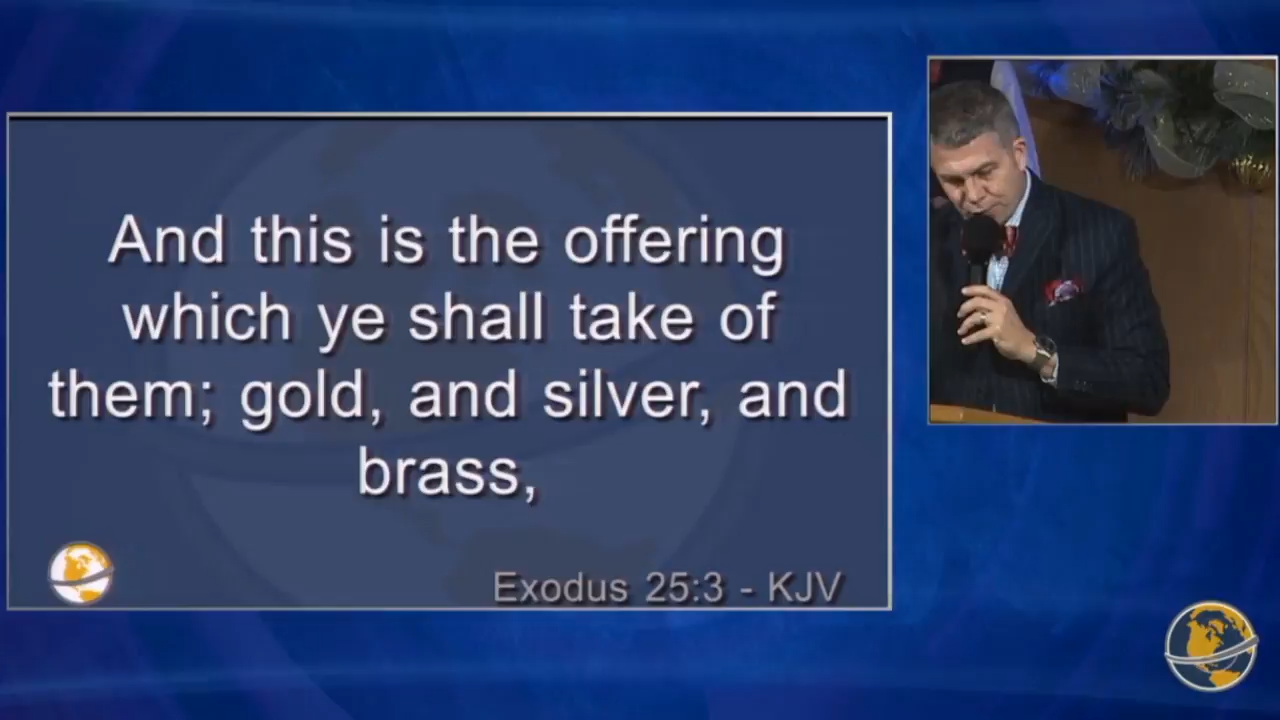 And this is the offering
which ye shall take of
them; gold, and silver, and
brass,
Exodus 25:3 - KJV